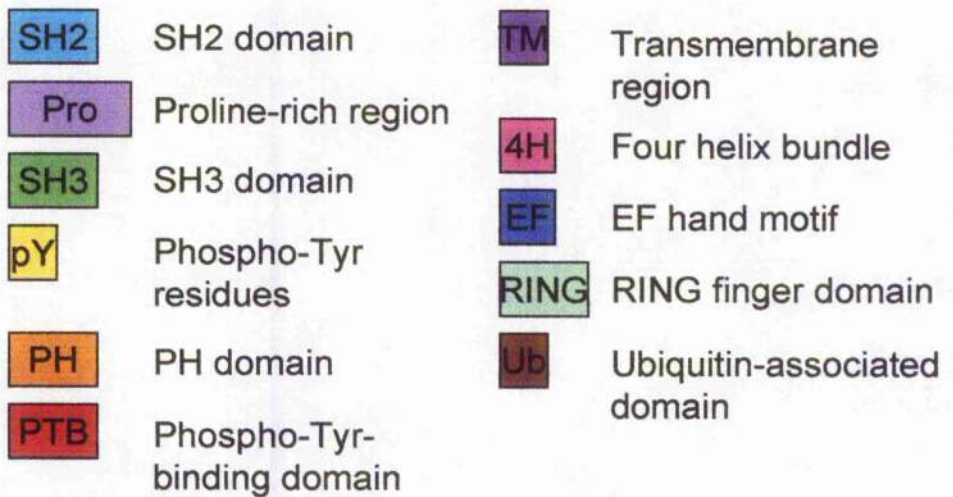 SH2 SH2 domain
Pro Proline-rich region
SH3 SH3 domain
pY Phospho-Tyr
residues
PH PH domain
PTB Phospho-Tyr-
binding domain
TM Transmembrane
region
4H Four helix bundle
EF EF hand motif
RING RING finger domain
Ub Ubiquitin-associated
domain